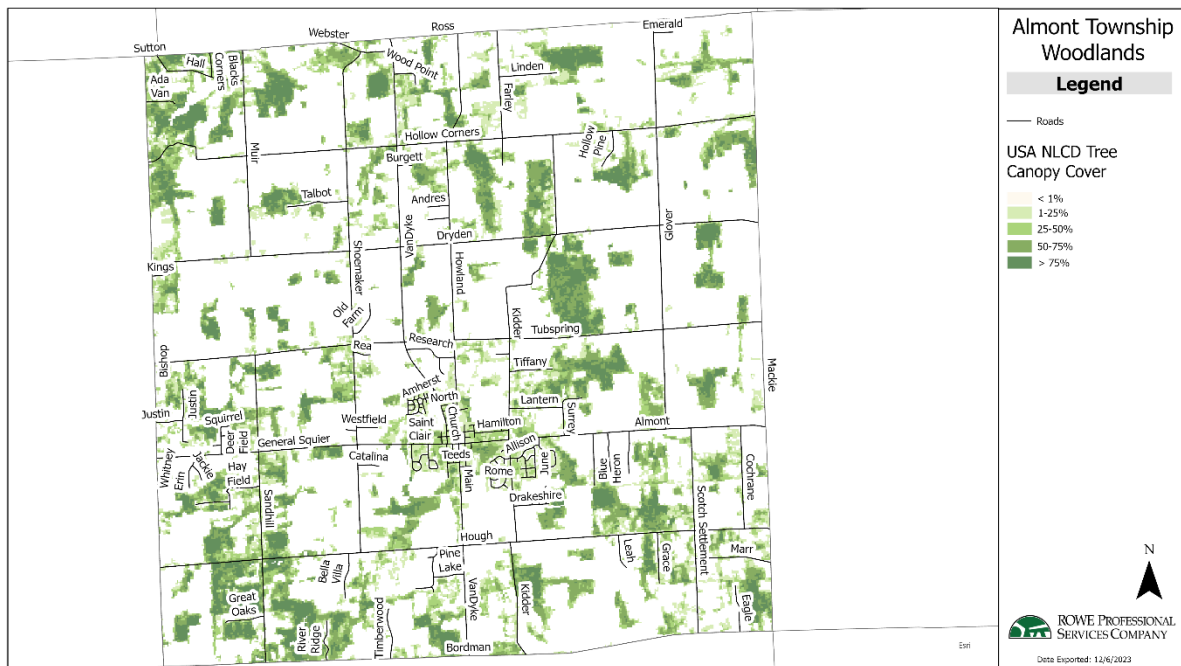 Sutton
Webster
Ross
Emerald
Hall
Blacks
Corners
Ada
Van
Wood Point
Linden
Farley
Muir
Hollow Corners
Burgett
Hollow
Pine
Talbot
Andres
VanDyke
Dryden
Glover
Kings
Shoemaker
Howland
Old
Farm
Kidder
Tubspring
Rea
Research
Bishop
Tiffany
Mackie
Amherst
North
Justin
Justin
Squirrel
Westfield
Saint
Clair
Church
Hamilton
Lantern
Surrey
Almont
Deer
Field
General Squier
Catalina
Teeds
Allison
June
Whitney
Erin
Jackie
Hay
Field
Main
Rome
Blue
Heron
Cochrane
Sandhill
Drakeshire
Scotch Settlement
Hough
Pine
Lake
Leah
Grace
Marr
Bella
Villa
Great
Oaks
River
Ridge
Timberwood
VanDyke
Kidder
Eagle
Bordman
Esri
Almont Township
Woodlands
Legend
Roads
USA NLCD Tree
Canopy Cover
< 1%
1-25%
25-50%
50-75%
> 75%
N
ROWE PROFESSIONAL
SERVICES COMPANY
Date Exported: 12/6/2023